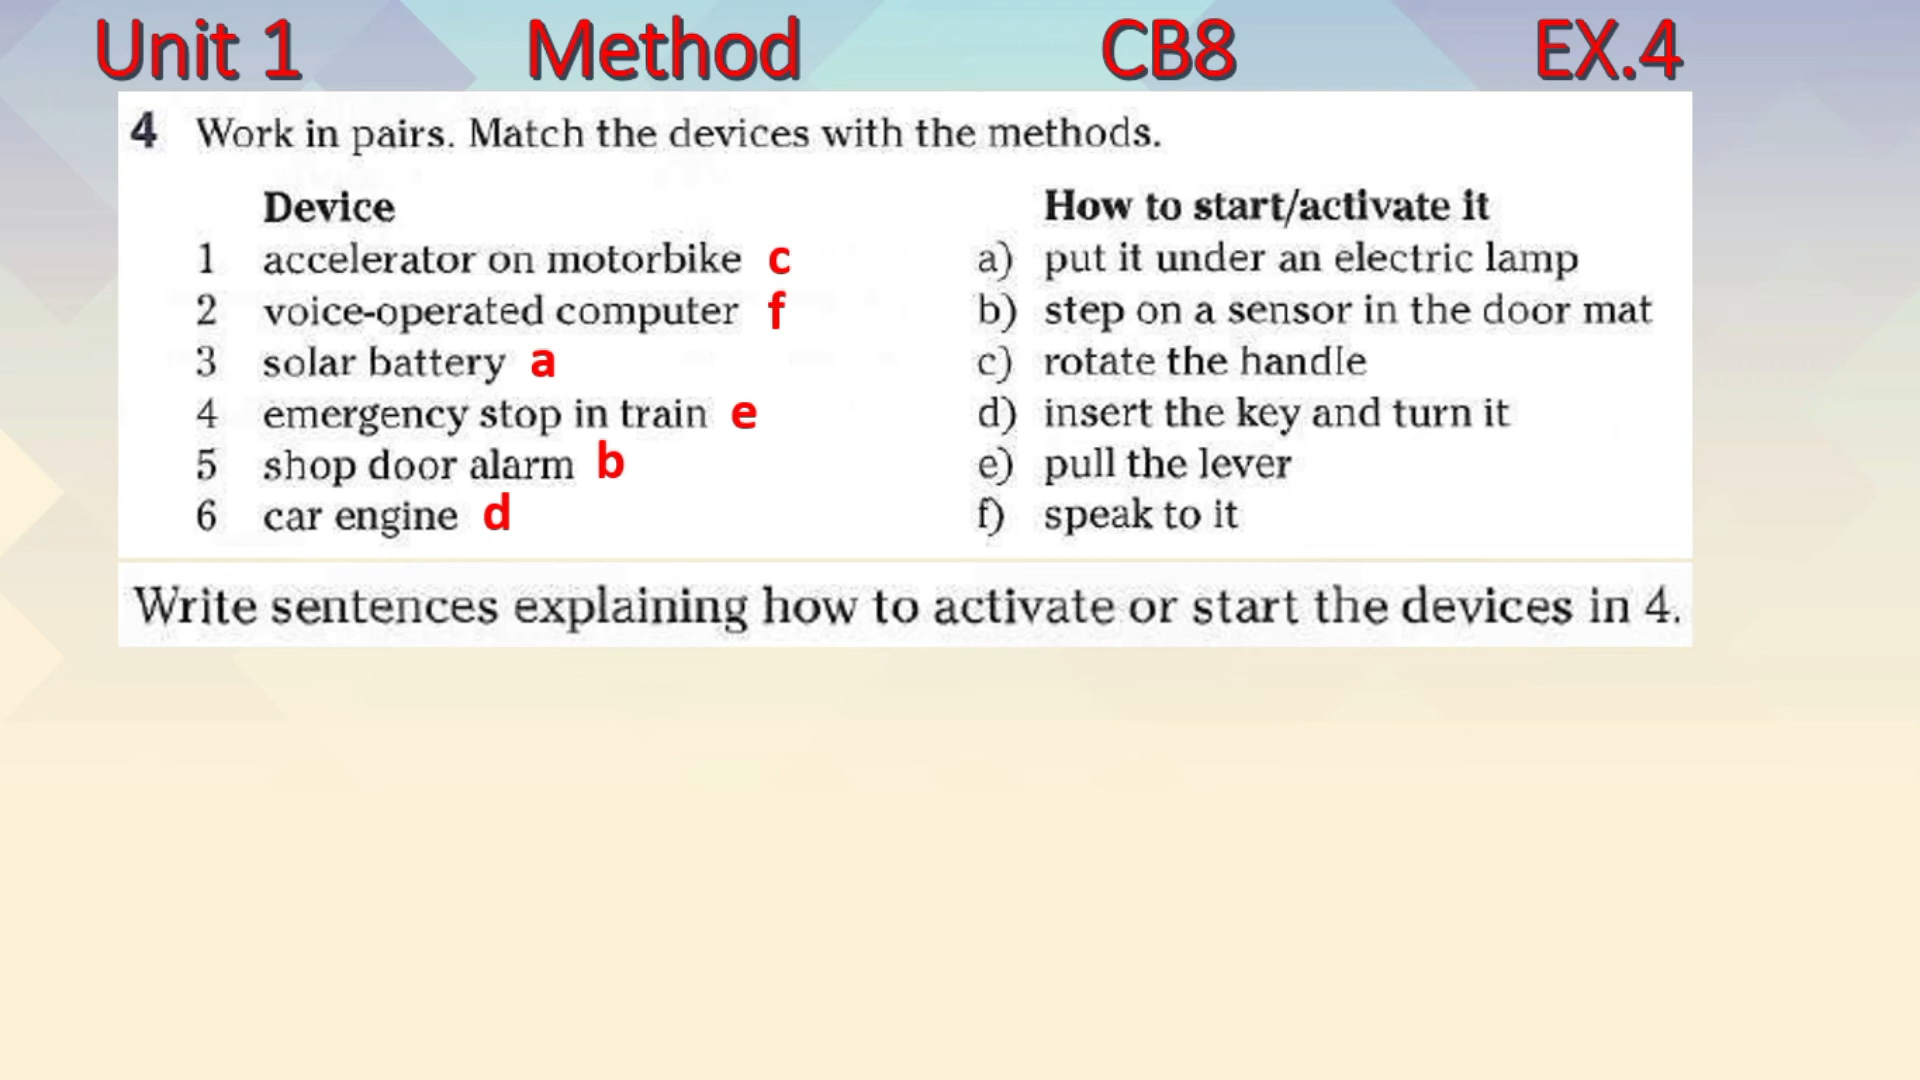 Unit 1 Method CB8 EX.4
4 Work in pairs. Match the devices with the methods.
Device How to start/activate it
1 accelerator on motorbike c a) put it under an electric lamp
2 voice-operated computer f b) step on a sensor in the door mat
3 solar battery a c) rotate the handle
4 emergency stop in train e d) insert the key and turn it
5 shop door alarm b e) pull the lever
6 car engine d f) speak to it
Write sentences explaining how to activate or start the devices in 4.